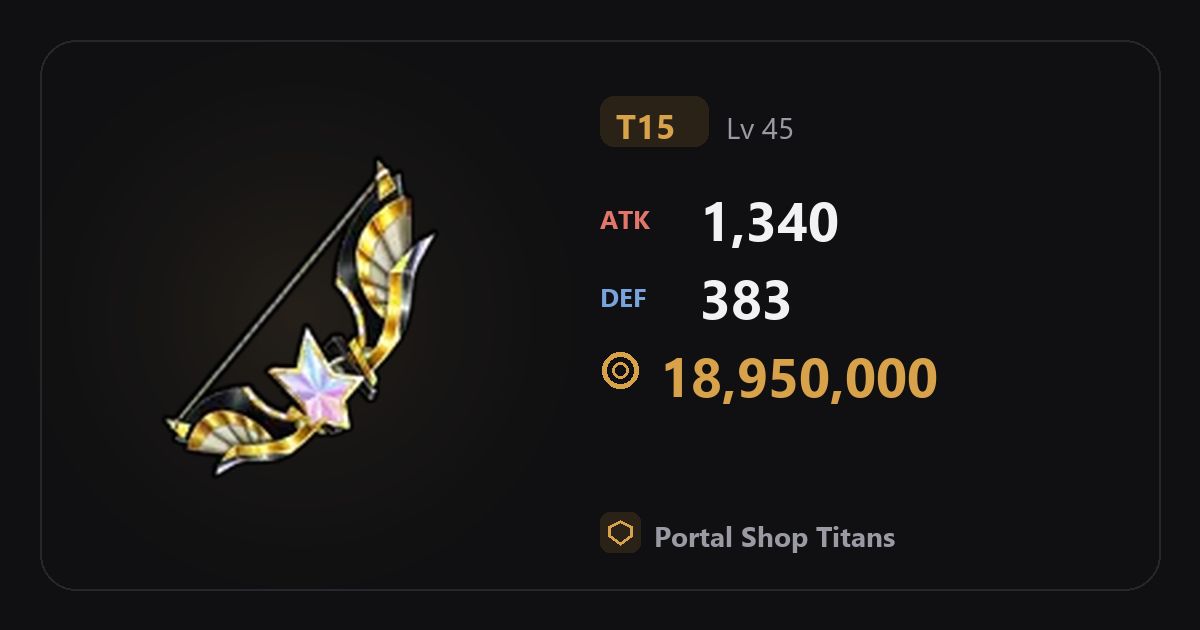 T15 Lv 45
ATK 1,340
DEF 383
18,950,000
Portal Shop Titans